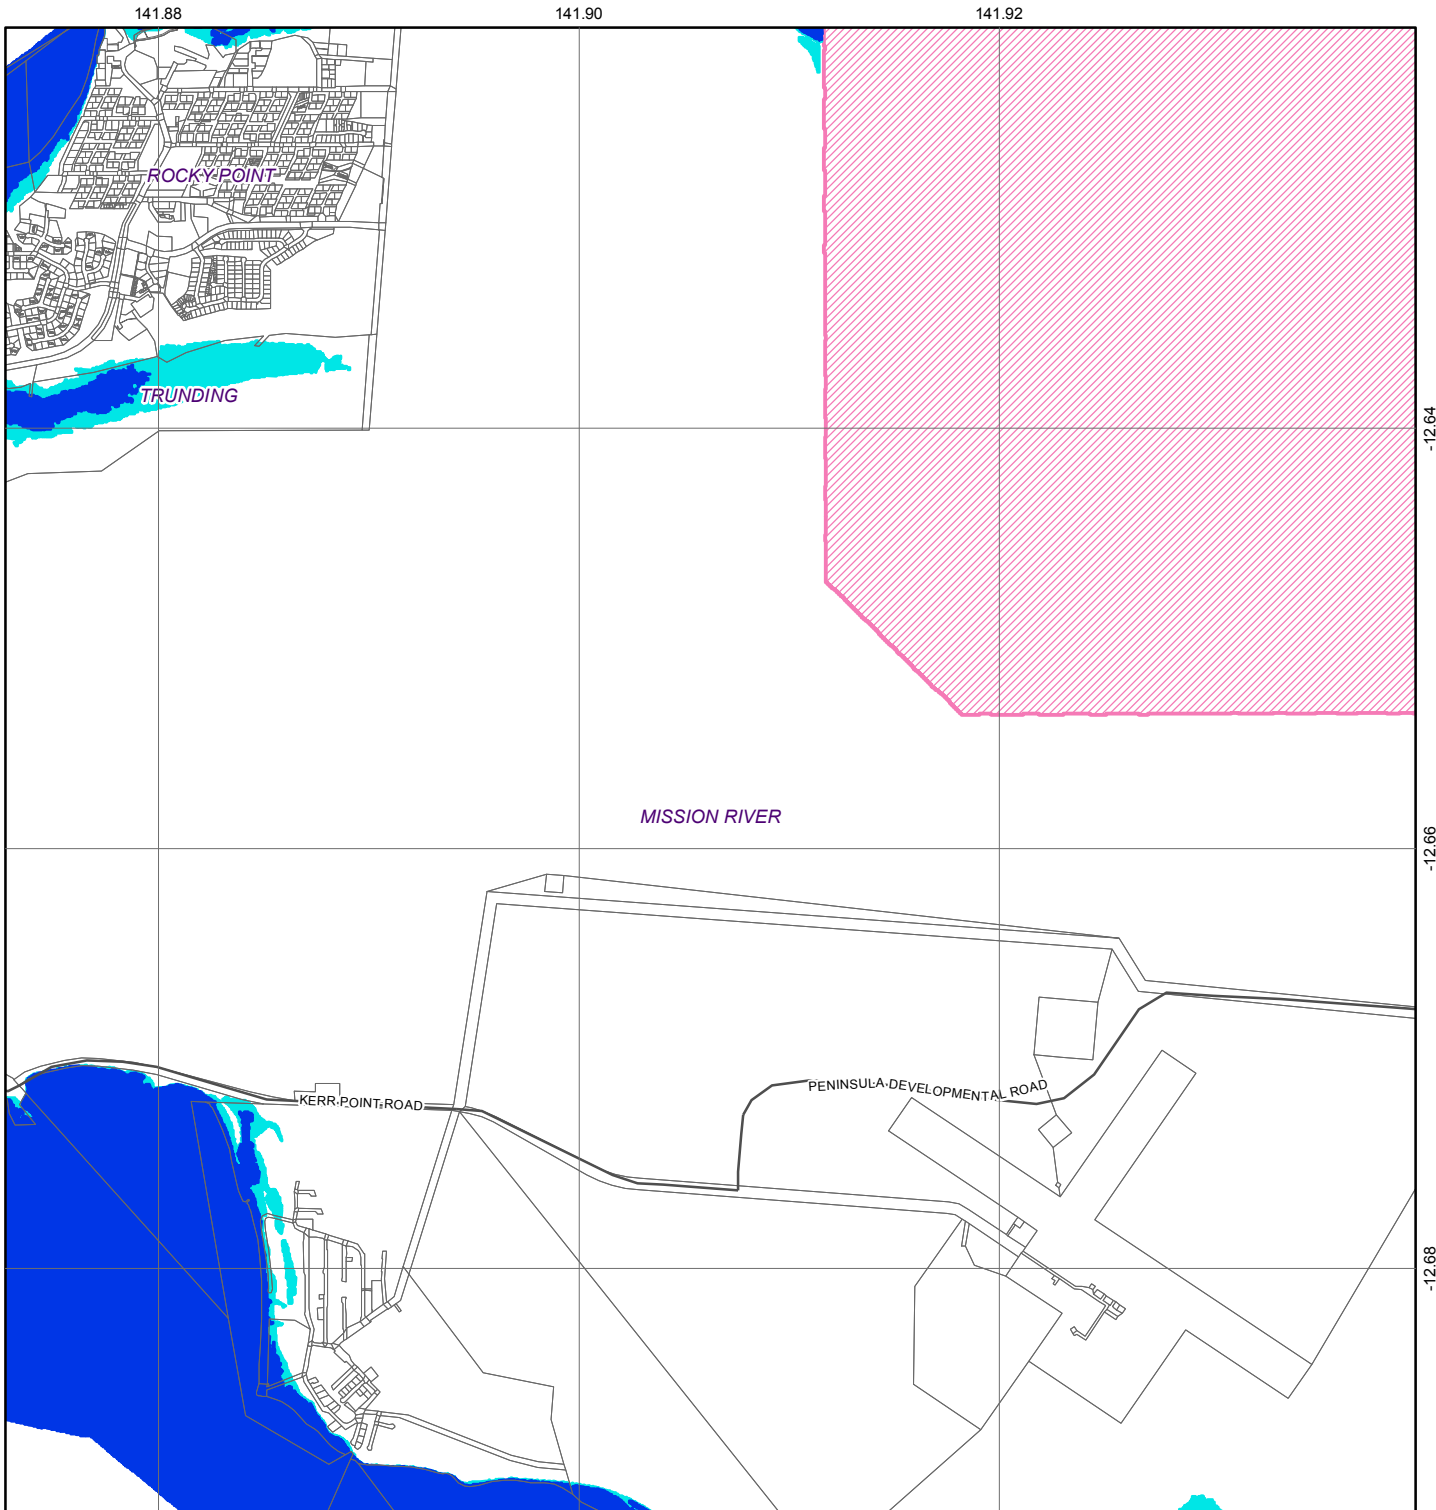 141.88
141.90
141.92
ROCKY POINT
TRUNDING
-12.64
MISSION RIVER
-12.66
PENINSULA DEVELOPMENTAL ROAD
KERR POINT ROAD
-12.68